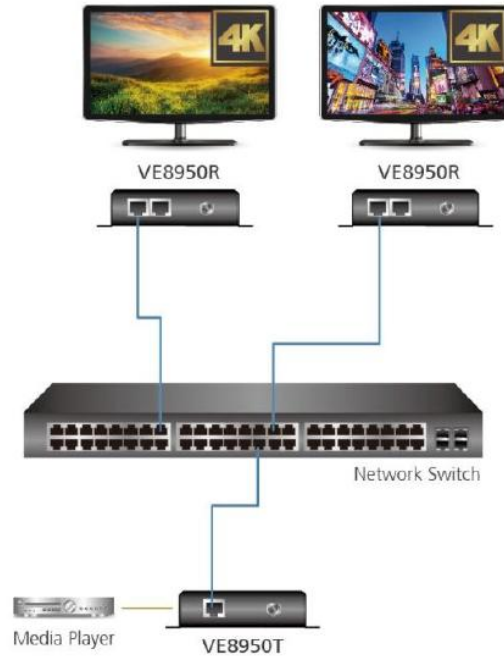 4K
4K
VE8950R
VE8950R
Network Switch
Media Player
VE8950T